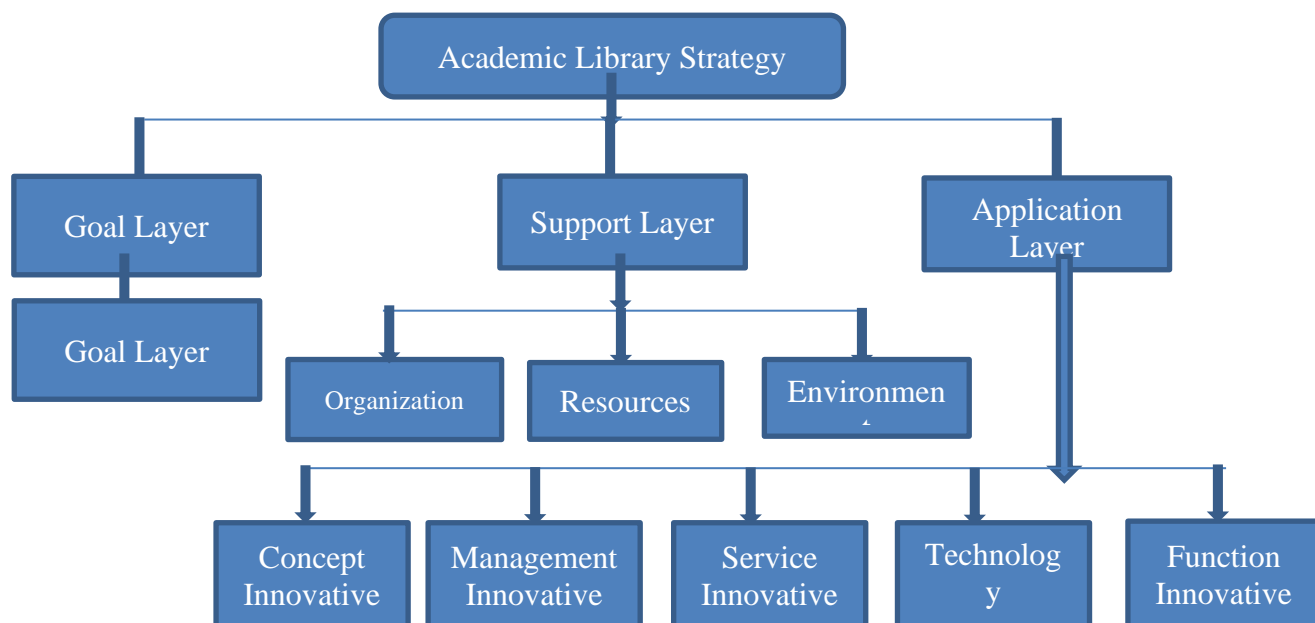 Academic Library Strategy
Goal Layer
Support Layer
Application
Layer
Goal Layer
Organization
Resources
Environmen
t
Concept
Innovative
Management
Innovative
Service
Innovative
Technolog
y
Function
Innovative